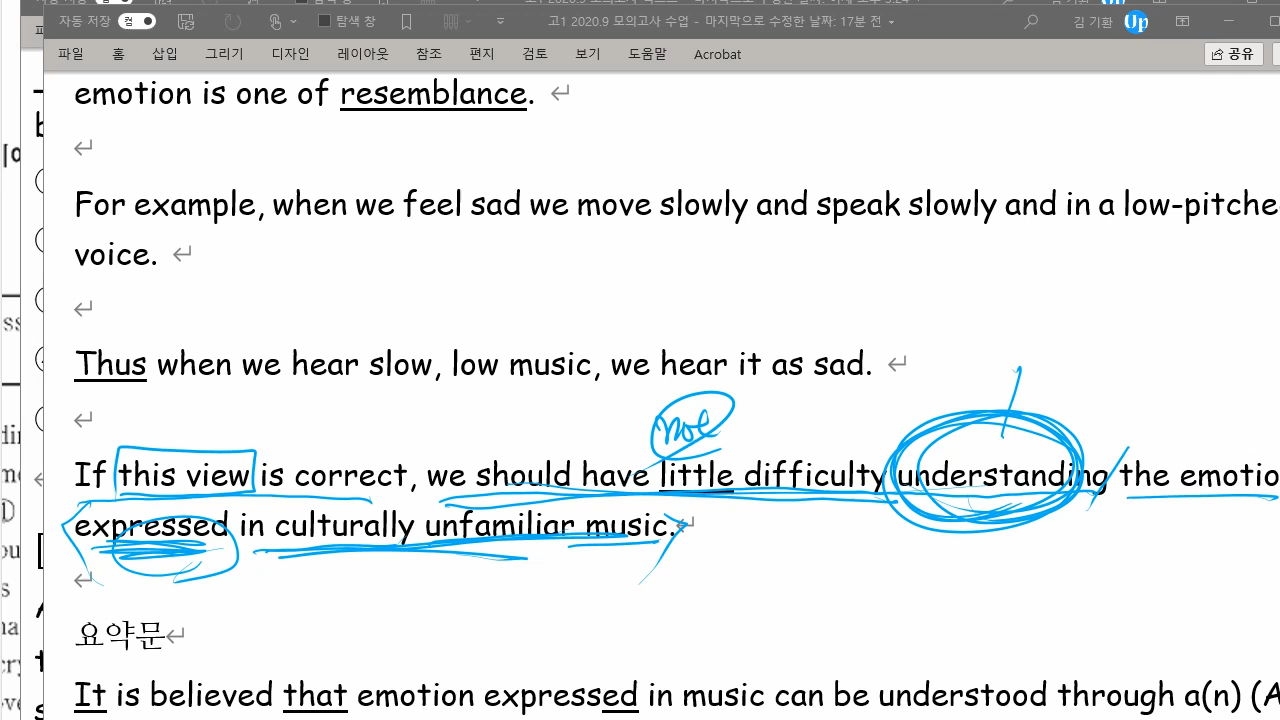 자동 저장 켬 탐색 창 고1 2020.9 모의고사 수업 - 마지막으로 수정한 날짜: 17분 전 김 기환 Up
파일 홈 삽입 그리기 디자인 레이아웃 참조 편지 검토 보기 도움말 Acrobat 공유
emotion is one of resemblance.
For example, when we feel sad we move slowly and speak slowly and in a low-pitche
voice.
Thus when we hear slow, low music, we hear it as sad.
not
If this view is correct, we should have little difficulty understanding the emotio
expressed in culturally unfamiliar music.
요약문
It is believed that emotion expressed in music can be understood through a(n) (A